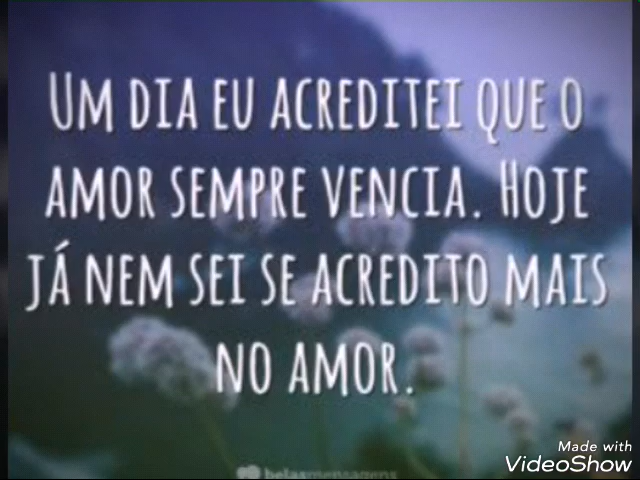 UM DIA EU ACREDITEI QUE O
AMOR SEMPRE VENCIA. HOJE
JÁ NEM SEI SE ACREDITO MAIS
NO AMOR.
belasmensagens
Made with
VideoShow